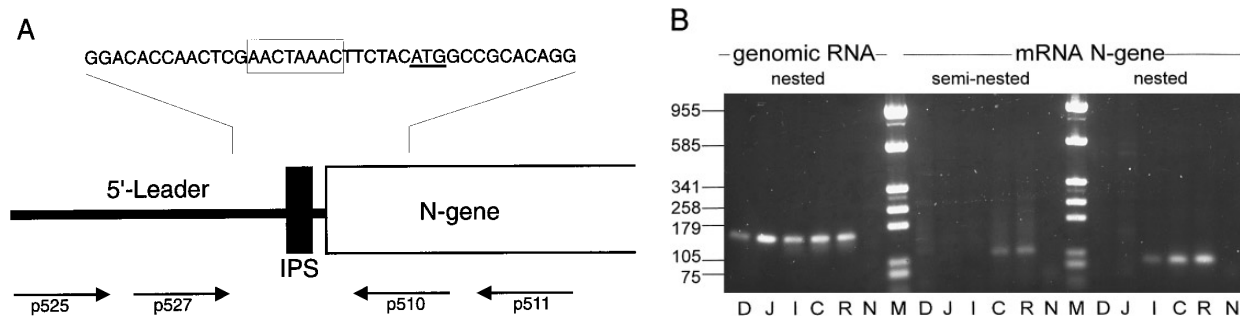 A
GGACACCAACTCGAACTAAACTTCTACATGGCCGCACAGG
5'-Leader
N-gene
IPS
p525
p527
p510
p511
B
genomic RNA
mRNA N-gene
nested
semi-nested
nested
955
585
341
258
179
105
75
D J I C R N M D J I C R N M D J I C R N